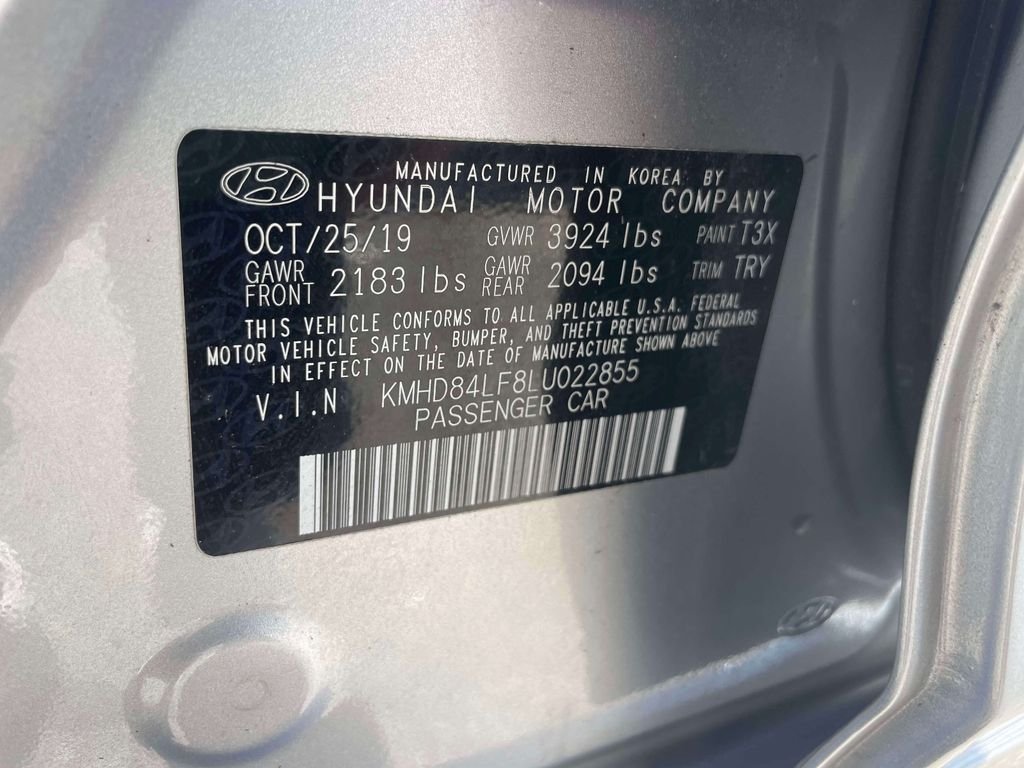 MANUFACTURED IN KOREA BY
HYUNDAI MOTOR COMPANY
OCT/25/19 GVWR 3924 lbs PAINT T3X
GAWR FRONT 2183 lbs GAWR REAR 2094 lbs TRIM TRY
THIS VEHICLE CONFORMS TO ALL APPLICABLE U.S.A. FEDERAL
MOTOR VEHICLE SAFETY, BUMPER, AND THEFT PREVENTION STANDARDS
IN EFFECT ON THE DATE OF MANUFACTURE SHOWN ABOVE
V.I.N KMHD84LF8LU022855
PASSENGER CAR